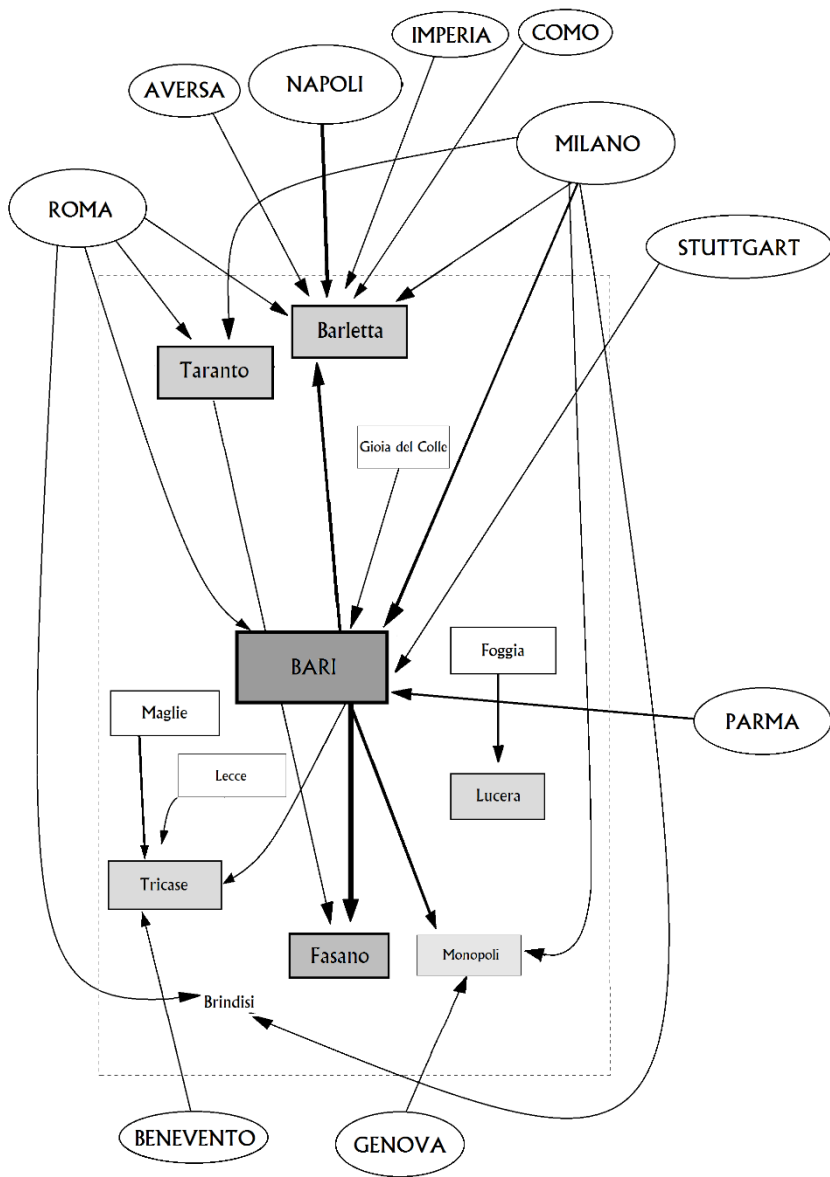 IMPERIA
COMO
AVERSA
NAPOLI
MILANO
ROMA
STUTTGART
Barletta
Taranto
Gioia del Colle
BARI
Foggia
Maglie
PARMA
Lecce
Lucera
Tricase
Fasano
Monopoli
Brindisi
BENEVENTO
GENOVA